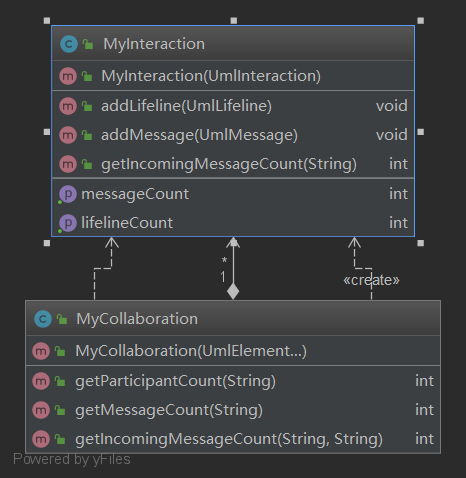 C MyInteraction
m MyInteraction(UmlInteraction)
m addLifeline(UmlLifeline) void
m addMessage(UmlMessage) void
m getIncomingMessageCount(String) int
p messageCount int
p lifelineCount int
*
1
«create»
C MyCollaboration
m MyCollaboration(UmlElement...)
m getParticipantCount(String) int
m getMessageCount(String) int
m getIncomingMessageCount(String, String) int
Powered by yFiles